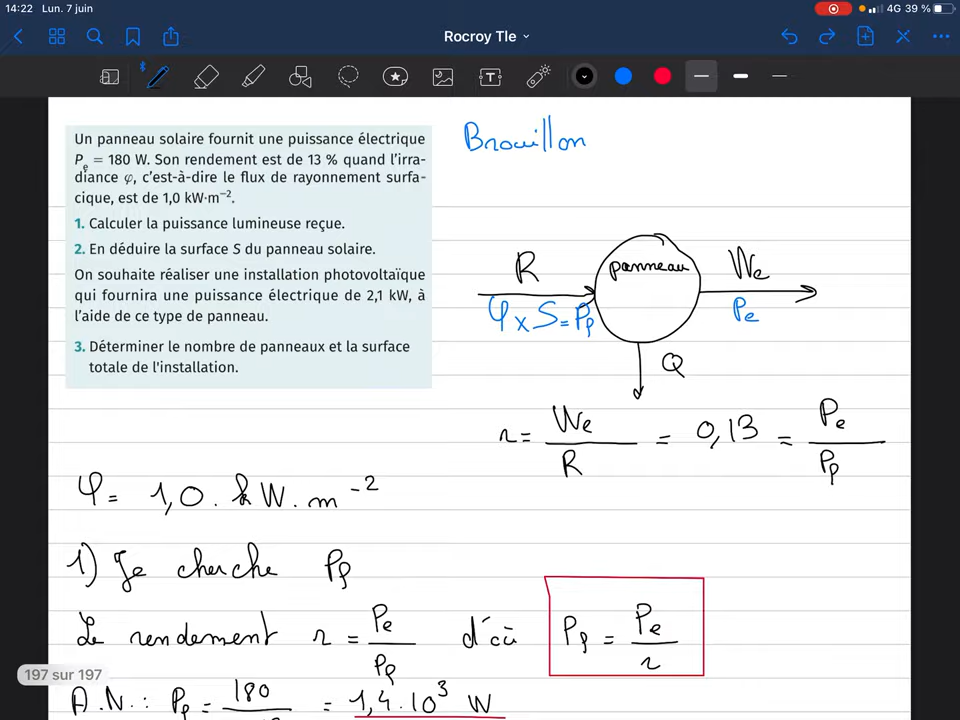 14:22 Lun. 7 juin
4G 39 %
Rocroy Tle
Un panneau solaire fournit une puissance électrique
Pe = 180 W. Son rendement est de 13 % quand l'irra-
diance φ, c'est-à-dire le flux de rayonnement surfa-
cique, est de 1,0 kW·m⁻².
1. Calculer la puissance lumineuse reçue.
2. En déduire la surface S du panneau solaire.
On souhaite réaliser une installation photovoltaïque
qui fournira une puissance électrique de 2,1 kW, à
l'aide de ce type de panneau.
3. Déterminer le nombre de panneaux et la surface
totale de l'installation.
Brouillon
R
panneau
We
φ x S = Pp
Pe
Q
r = We / R = 0,13 = Pe / Pp
φ = 1,0. kW. m⁻²
1) Je cherche Pp
Le rendement r = Pe / Pp d'où Pp = Pe / r
197 sur 197
A.N.: Pp = 180 / = 1,4. 10³ W